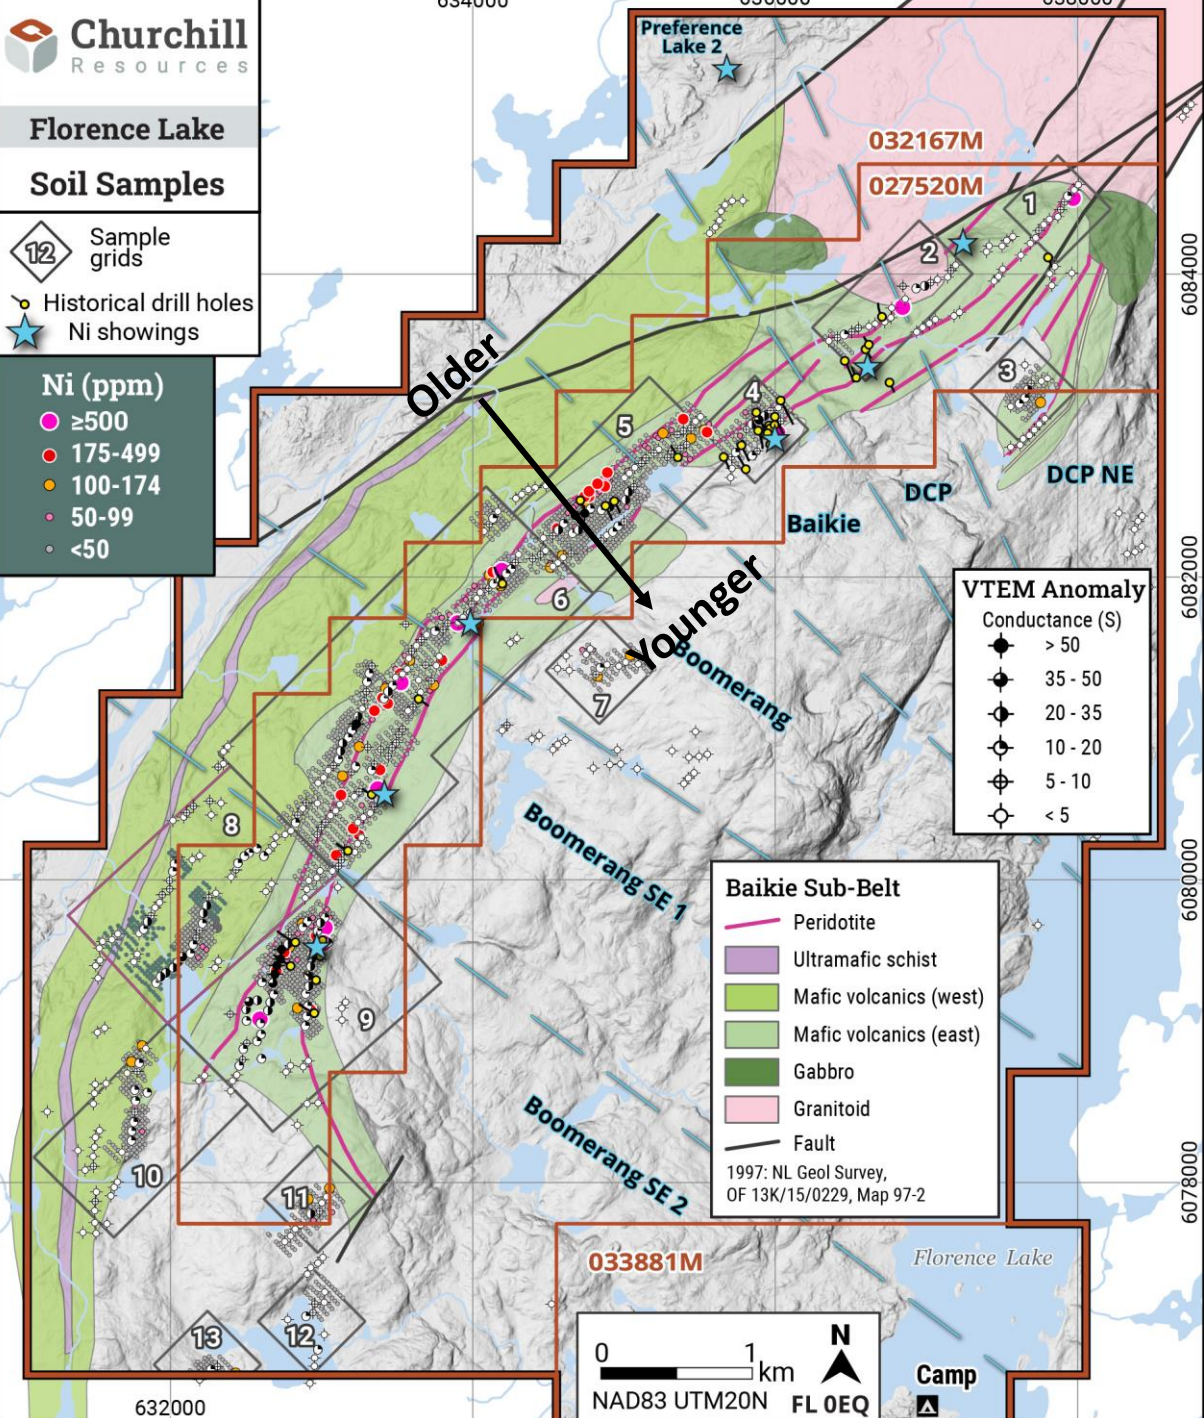 634000
636000
638000
Churchill
Resources
Florence Lake
Soil Samples
12
Sample
grids
Historical drill holes
Ni showings
Ni (ppm)
≥500
175-499
100-174
50-99
<50
Preference
Lake 2
032167M
027520M
1
2
3
4
5
6
7
8
9
10
11
12
13
6084000
6082000
6080000
6078000
Older
Younger
DCP NE
DCP
Baikie
Boomerang
Boomerang SE 1
Boomerang SE 2
VTEM Anomaly
Conductance (S)
> 50
35 - 50
20 - 35
10 - 20
5 - 10
< 5
Baikie Sub-Belt
Peridotite
Ultramafic schist
Mafic volcanics (west)
Mafic volcanics (east)
Gabbro
Granitoid
Fault
1997: NL Geol Survey,
OF 13K/15/0229, Map 97-2
033881M
Florence Lake
0 1 km
NAD83 UTM20N
N
FL 0EQ
Camp
632000